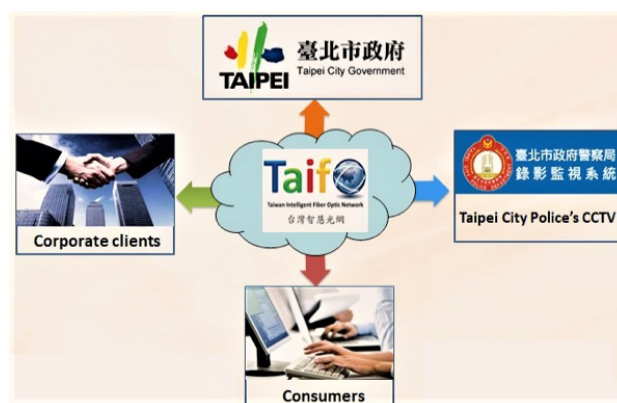 TAIPEI
臺北市政府
Taipei City Government
TaifO
Taiwan Intelligent Fiber Optic Network
台灣智慧光網
臺北市政府警察局
錄影監視系統
Taipei City Police's CCTV
Corporate clients
Consumers